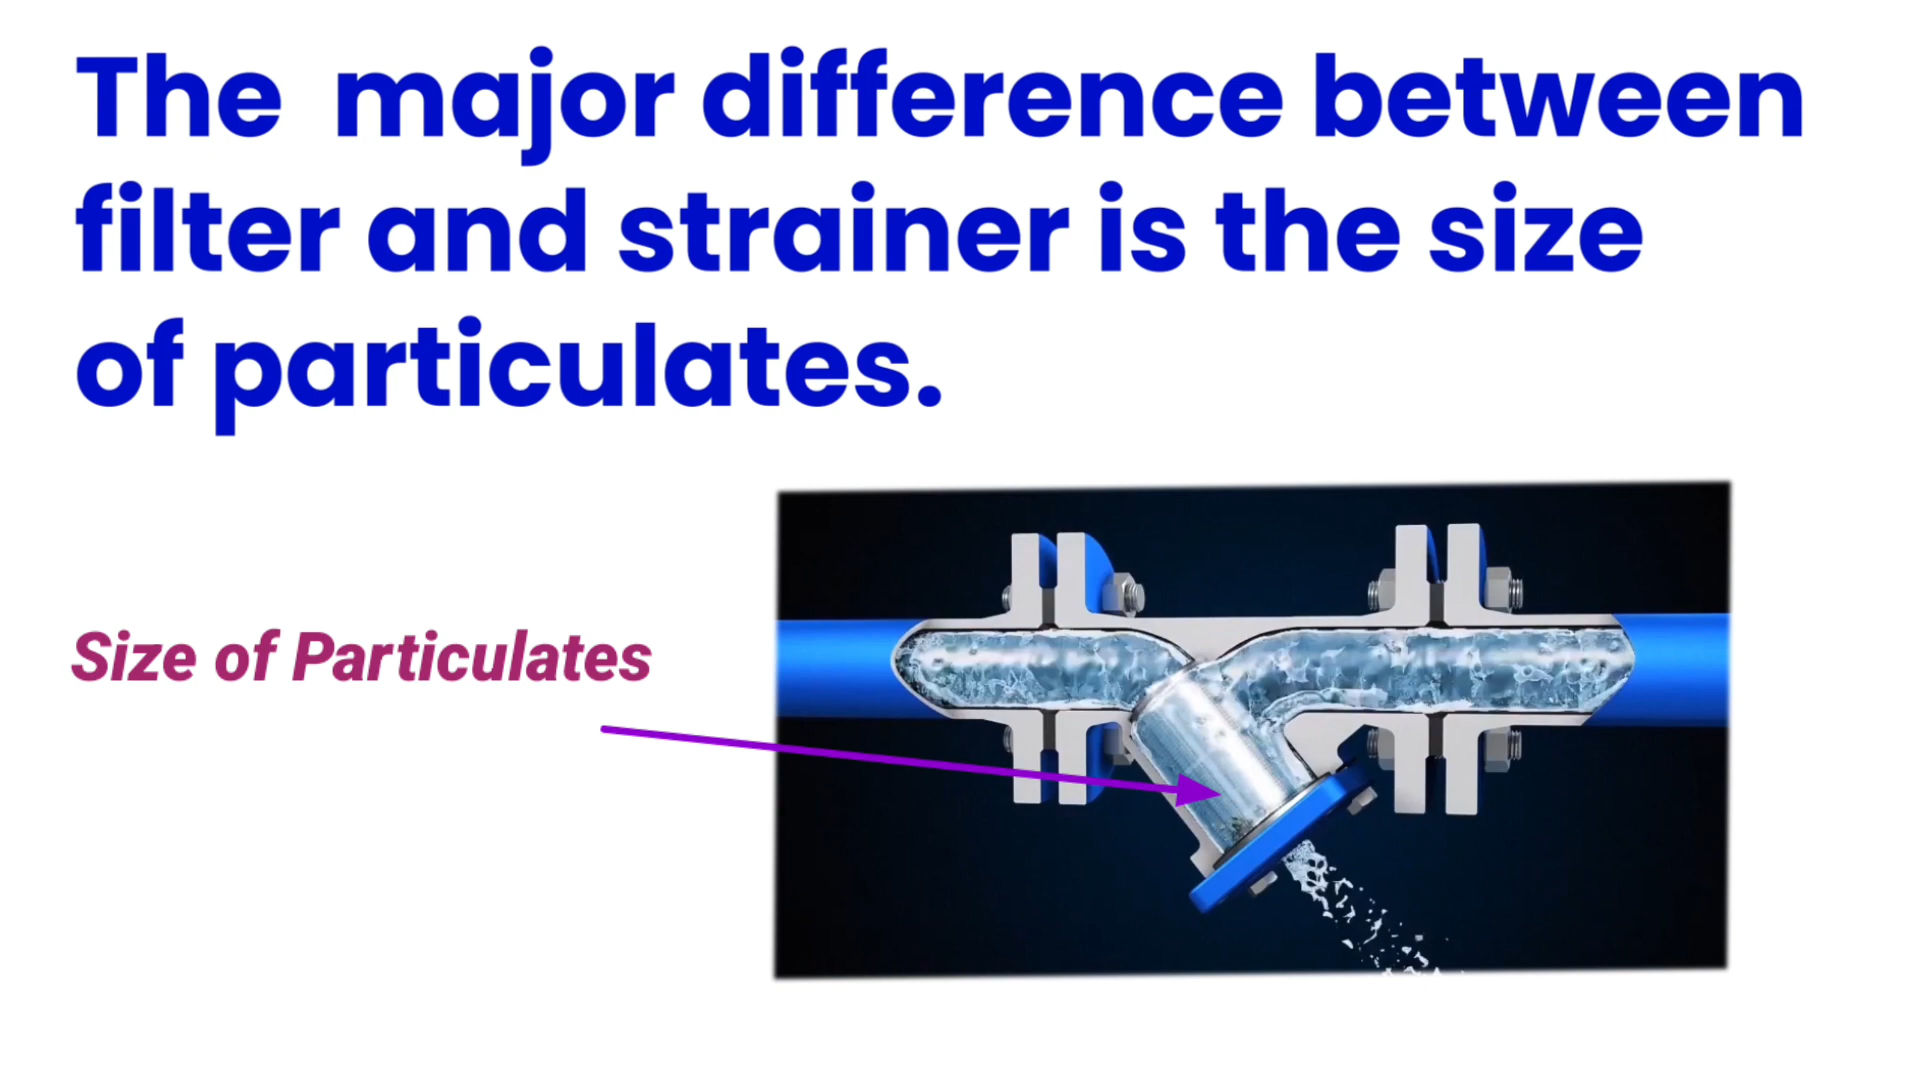 The major difference between
filter and strainer is the size
of particulates.
Size of Particulates